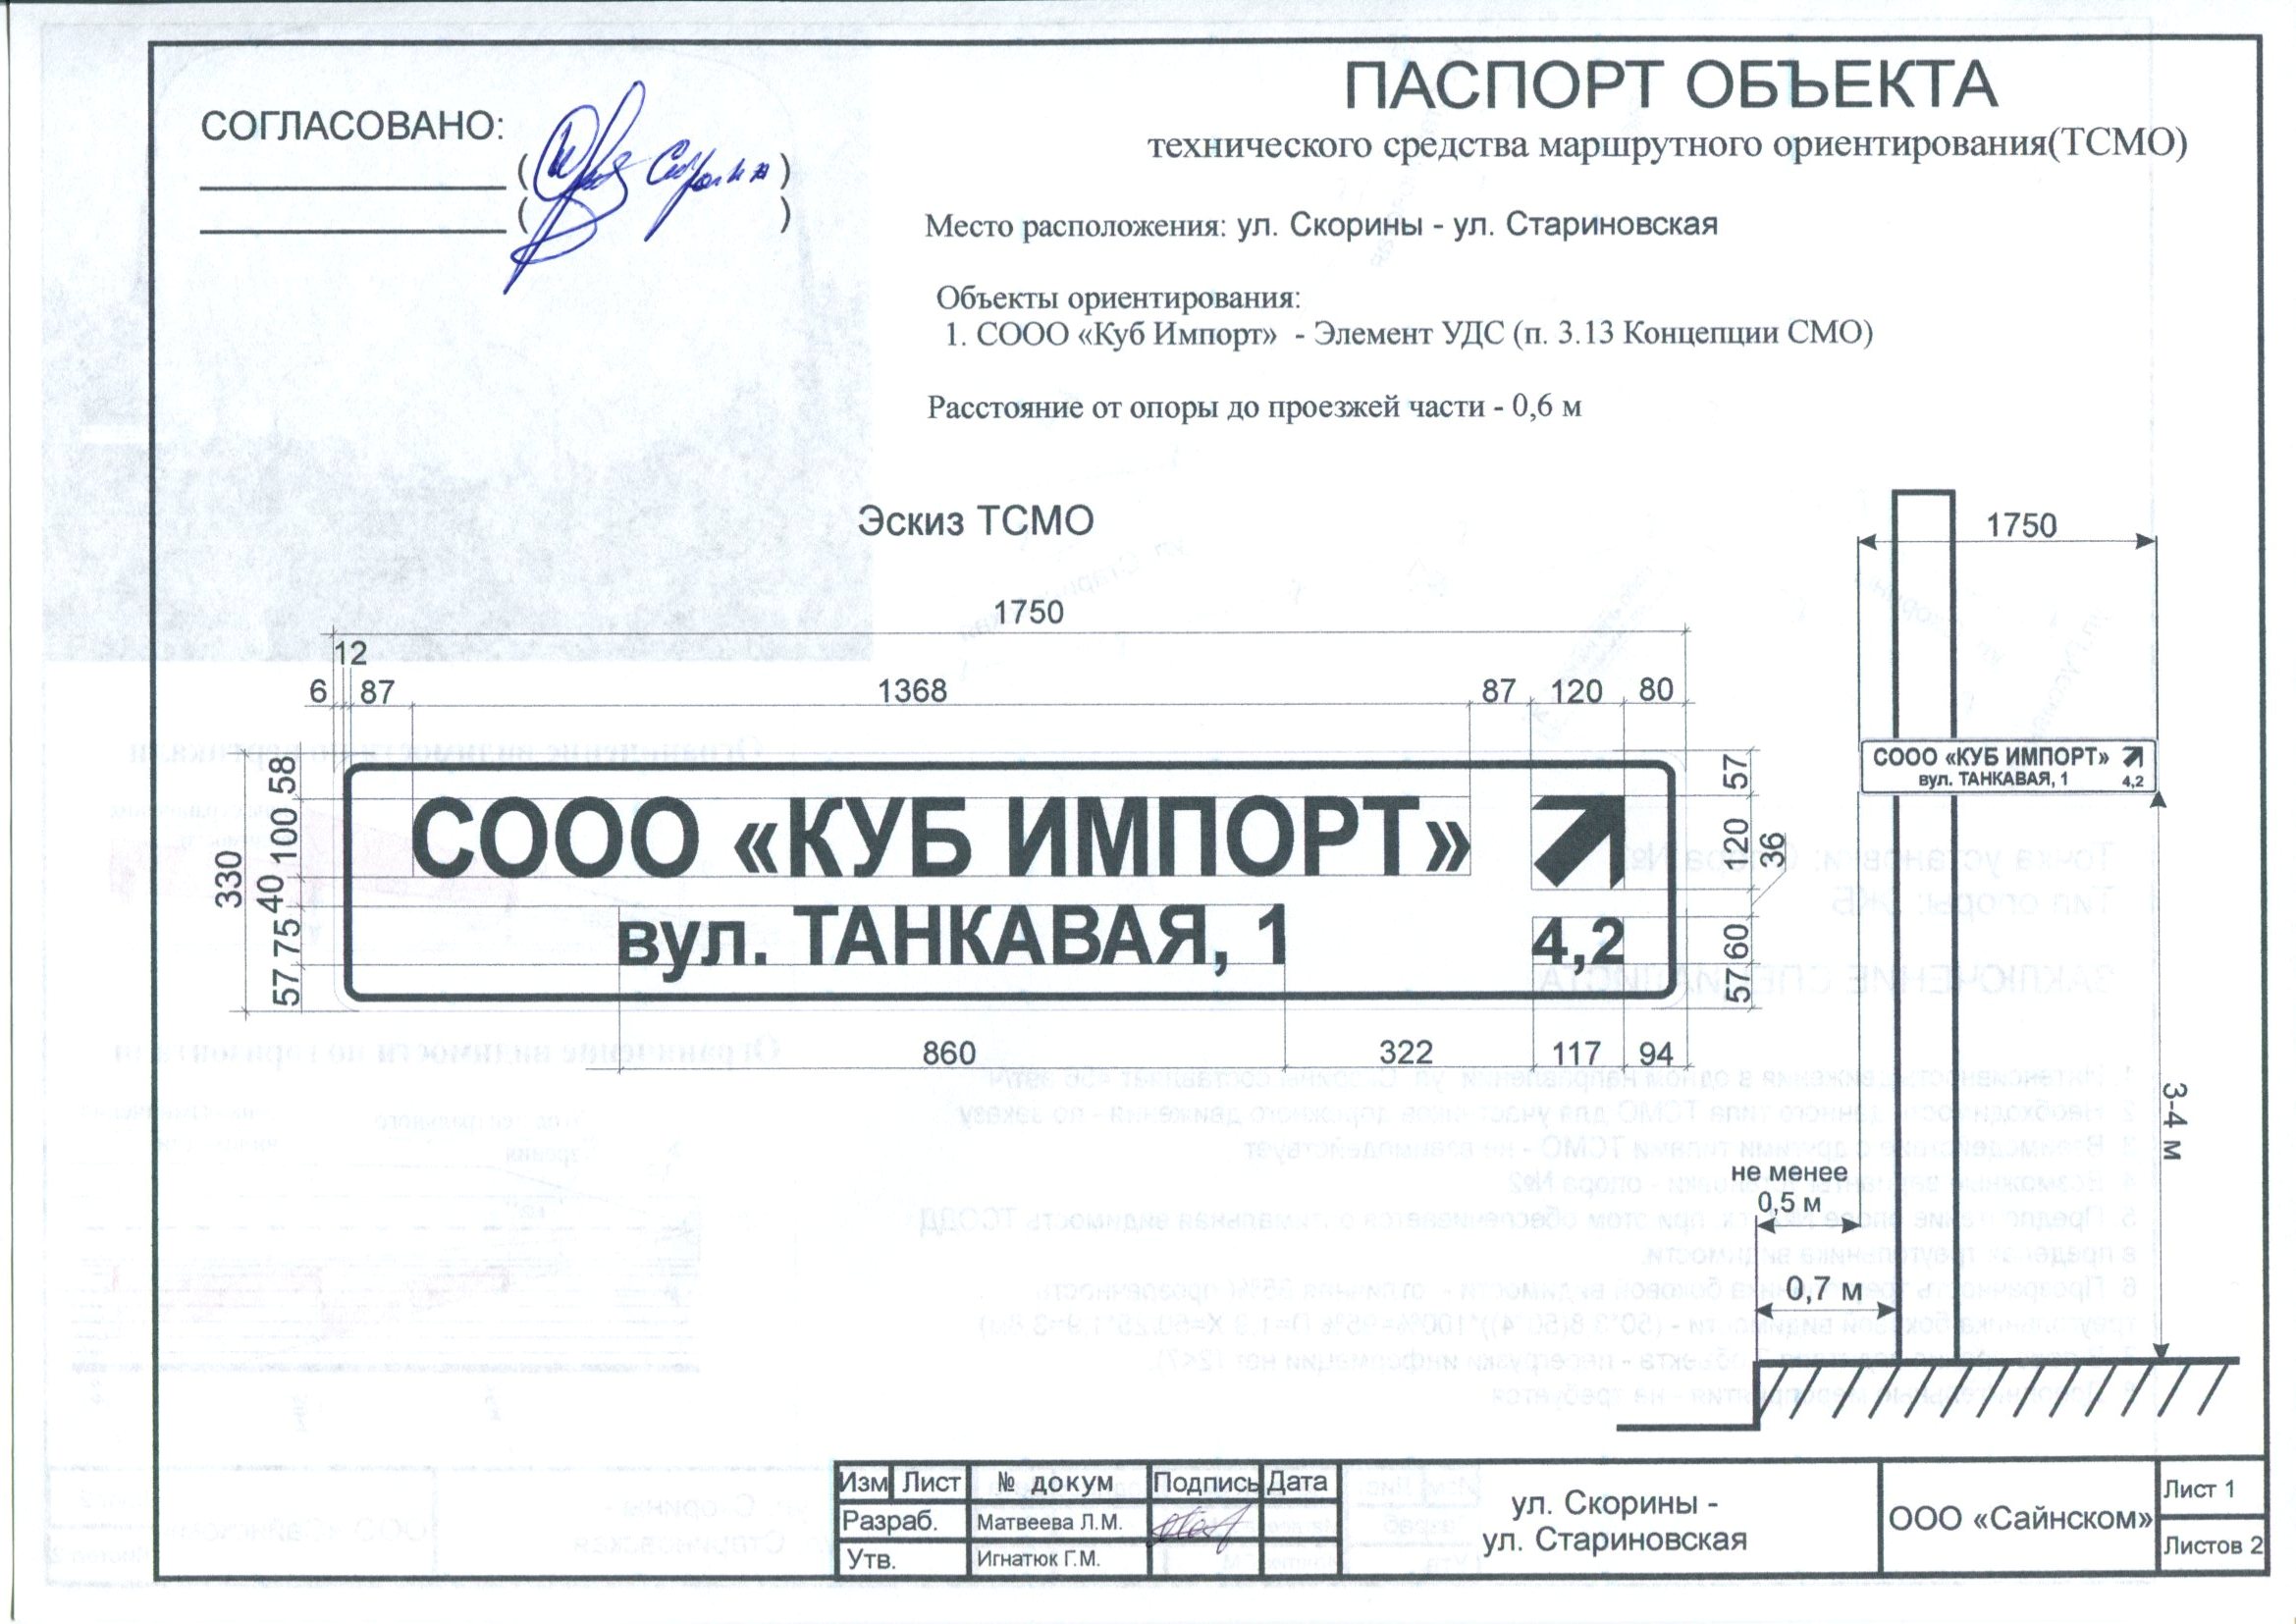 ПАСПОРТ ОБЪЕКТА
технического средства маршрутного ориентирования(ТСМО)
СОГЛАСОВАНО:
( )
( )
Место расположения: ул. Скорины - ул. Стариновская
Объекты ориентирования:
1. СООО «Куб Импорт» - Элемент УДС (п. 3.13 Концепции СМО)
Расстояние от опоры до проезжей части - 0,6 м
Эскиз ТСМО
1750
12
6 87 1368 87 120 80
330
58
100
40
75
57
СООО «КУБ ИМПОРТ»
вул. ТАНКАВАЯ, 1
4,2
57
120
36
60
57
860 322 117 94
1750
СООО «КУБ ИМПОРТ»
вул. ТАНКАВАЯ, 1 4,2
3-4 м
не менее
0,5 м
0,7 м
Изм Лист № докум Подпись Дата
Разраб. Матвеева Л.М.
Утв. Игнатюк Г.М.
ул. Скорины -
ул. Стариновская
ООО «Сайнском»
Лист 1
Листов 2